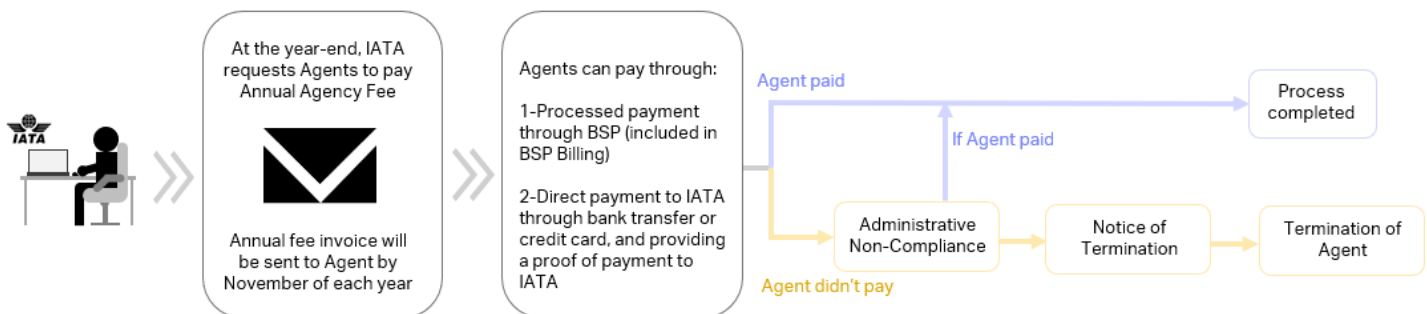 IATA
At the year-end, IATA
requests Agents to pay
Annual Agency Fee
Annual fee invoice will
be sent to Agent by
November of each year
Agents can pay through:
1-Processed payment
through BSP (included in
BSP Billing)
2-Direct payment to IATA
through bank transfer or
credit card, and providing
a proof of payment to
IATA
Agent paid
Process
completed
If Agent paid
Administrative
Non-Compliance
Notice of
Termination
Termination of
Agent
Agent didn't pay